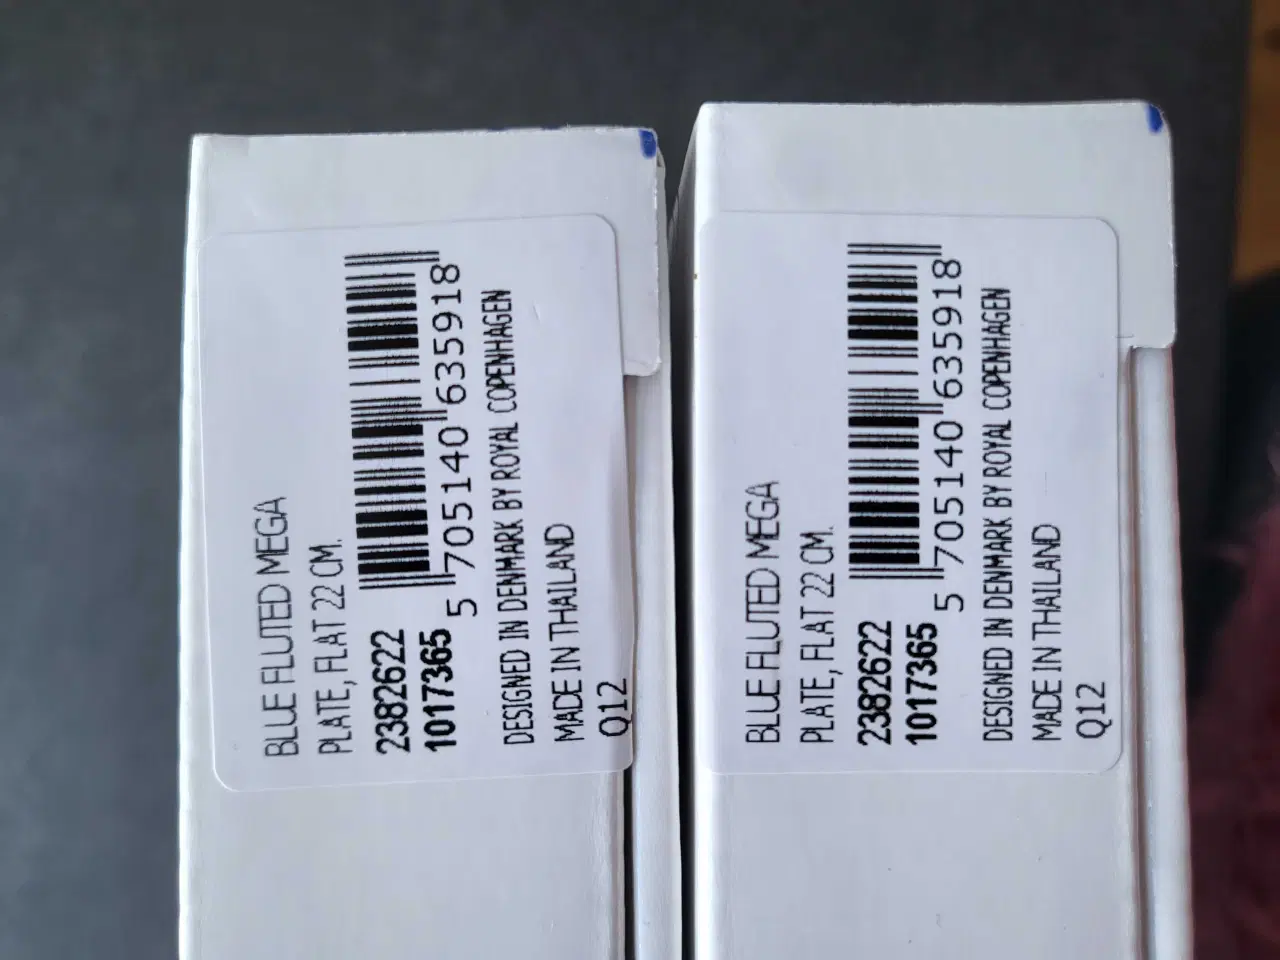 BLUE FLUTED MEGA
PLATE, FLAT 22 CM.
2382622
1017365
5 705140 635918
DESIGNED IN DENMARK BY ROYAL COPENHAGEN
MADE IN THAILAND
Q12
BLUE FLUTED MEGA
PLATE, FLAT 22 CM.
2382622
1017365
5 705140 635918
DESIGNED IN DENMARK BY ROYAL COPENHAGEN
MADE IN THAILAND
Q12